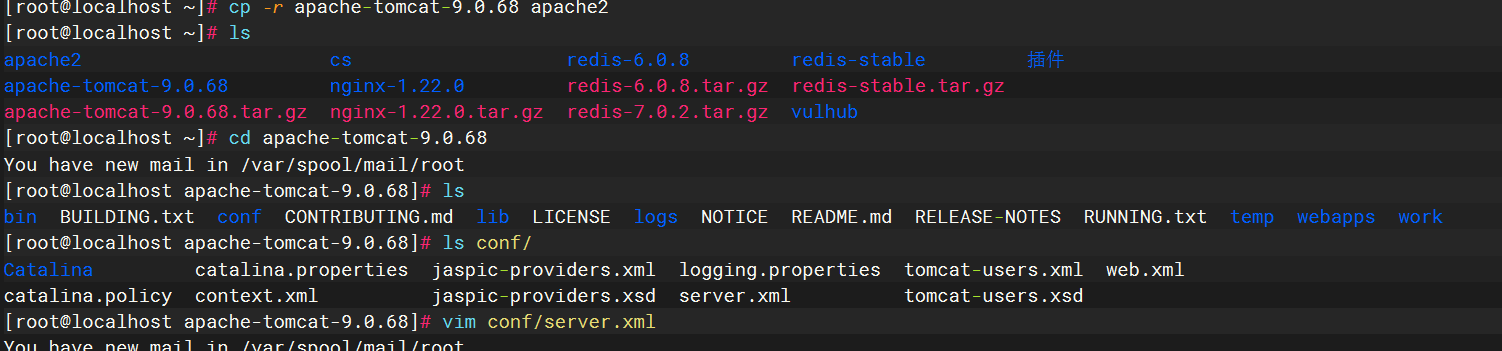 [root@localhost ~]# cp -r apache-tomcat-9.0.68 apache2
[root@localhost ~]# ls
apache2 cs redis-6.0.8 redis-stable 插件
apache-tomcat-9.0.68 nginx-1.22.0 redis-6.0.8.tar.gz redis-stable.tar.gz
apache-tomcat-9.0.68.tar.gz nginx-1.22.0.tar.gz redis-7.0.2.tar.gz vulhub
[root@localhost ~]# cd apache-tomcat-9.0.68
You have new mail in /var/spool/mail/root
[root@localhost apache-tomcat-9.0.68]# ls
bin BUILDING.txt conf CONTRIBUTING.md lib LICENSE logs NOTICE README.md RELEASE-NOTES RUNNING.txt temp webapps work
[root@localhost apache-tomcat-9.0.68]# ls conf/
Catalina catalina.properties jaspic-providers.xml logging.properties tomcat-users.xml web.xml
catalina.policy context.xml jaspic-providers.xsd server.xml tomcat-users.xsd
[root@localhost apache-tomcat-9.0.68]# vim conf/server.xml
You have new mail in /var/spool/mail/root